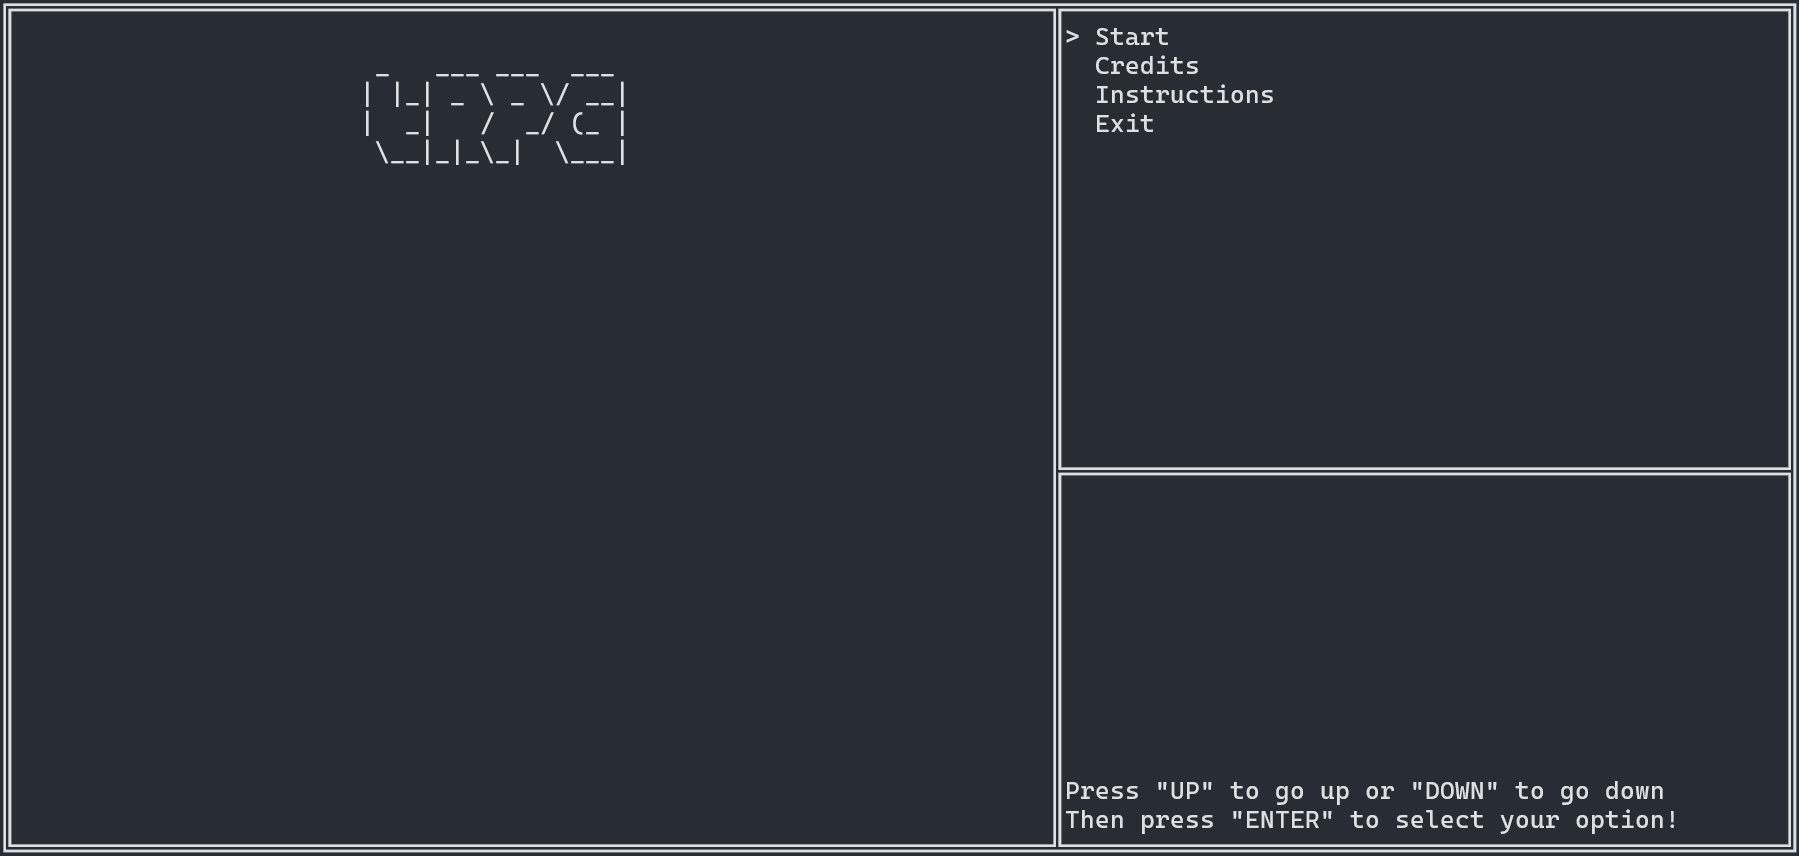 tRPG
> Start
Credits
Instructions
Exit
Press "UP" to go up or "DOWN" to go down
Then press "ENTER" to select your option!